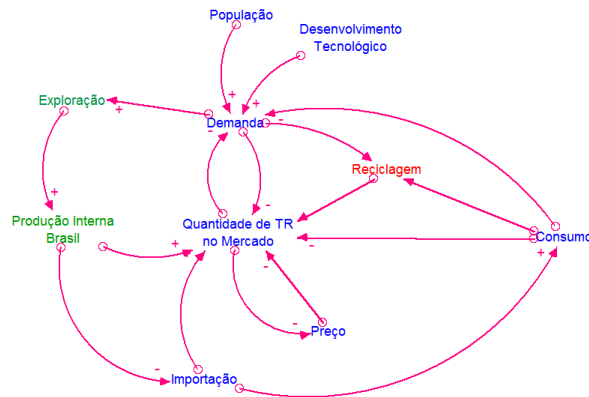 População
Desenvolvimento
Tecnológico
Exploração
+
+
+
Demanda
-
-
Reciclagem
+
-
Produção Interna
Brasil
Quantidade de TR
no Mercado
+
-
Consumo
+
-
-
Preço
-
Importação